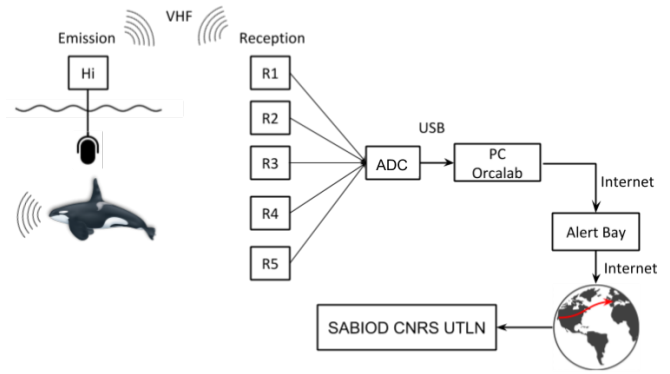 VHF
Emission
Reception
Hi
R1
R2
R3
R4
R5
ADC
USB
PC
Orcalab
Internet
Alert Bay
Internet
SABIOD CNRS UTLN